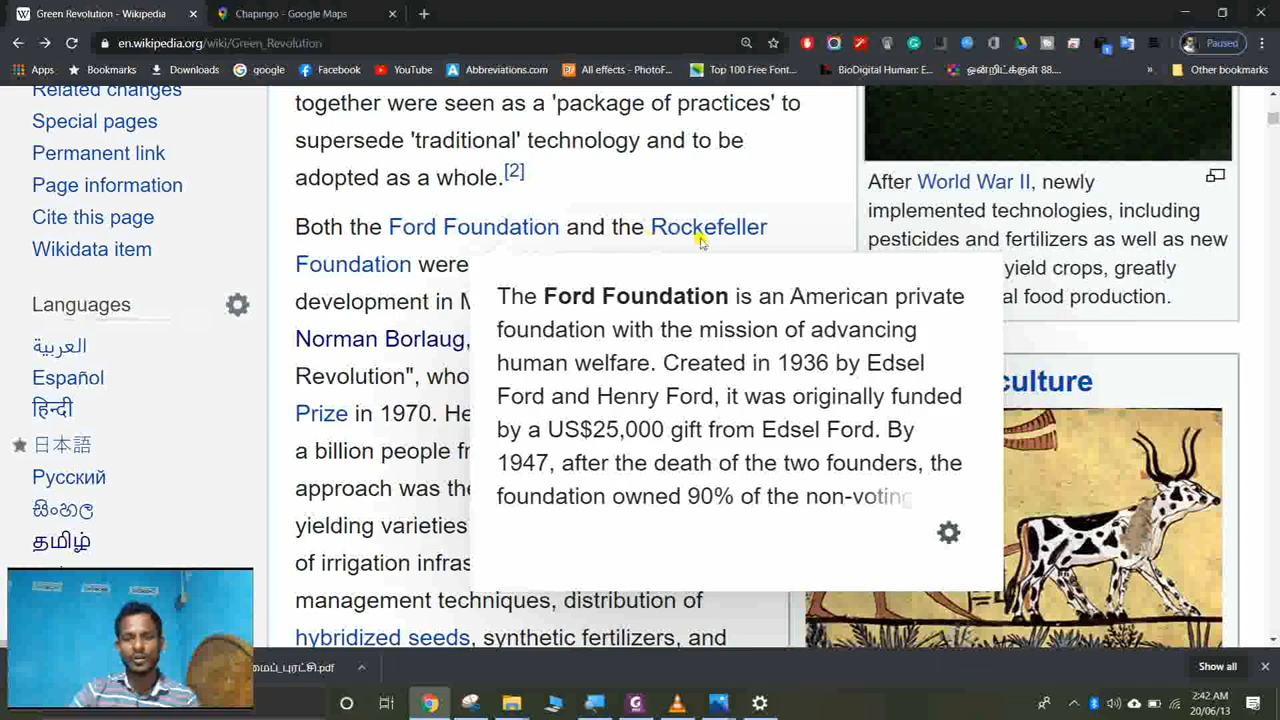 Green Revolution - Wikipedia
Chapingo - Google Maps
en.wikipedia.org/wiki/Green_Revolution
Paused
Apps
Bookmarks
Downloads
google
Facebook
YouTube
Abbreviations.com
All effects - PhotoF...
Top 100 Free Font...
BioDigital Human: E...
ஒன்றிட்க்குள் 88....
Other bookmarks
Related changes
Special pages
Permanent link
Page information
Cite this page
Wikidata item
Languages
العربية
Español
हिन्दी
日本語
Русский
සිංහල
தமிழ்
together were seen as a 'package of practices' to
supersede 'traditional' technology and to be
adopted as a whole.[2]
Both the Ford Foundation and the Rockefeller
Foundation were
development in M
Norman Borlaug,
Revolution", who
Prize in 1970. He
a billion people fr
approach was the
yielding varieties
of irrigation infras
management techniques, distribution of
hybridized seeds, synthetic fertilizers, and
The Ford Foundation is an American private
foundation with the mission of advancing
human welfare. Created in 1936 by Edsel
Ford and Henry Ford, it was originally funded
by a US$25,000 gift from Edsel Ford. By
1947, after the death of the two founders, the
foundation owned 90% of the non-voting
After World War II, newly
implemented technologies, including
pesticides and fertilizers as well as new
yield crops, greatly
al food production.
culture
மைப்_புரட்சி.pdf
Show all
2:42 AM
20/06/13